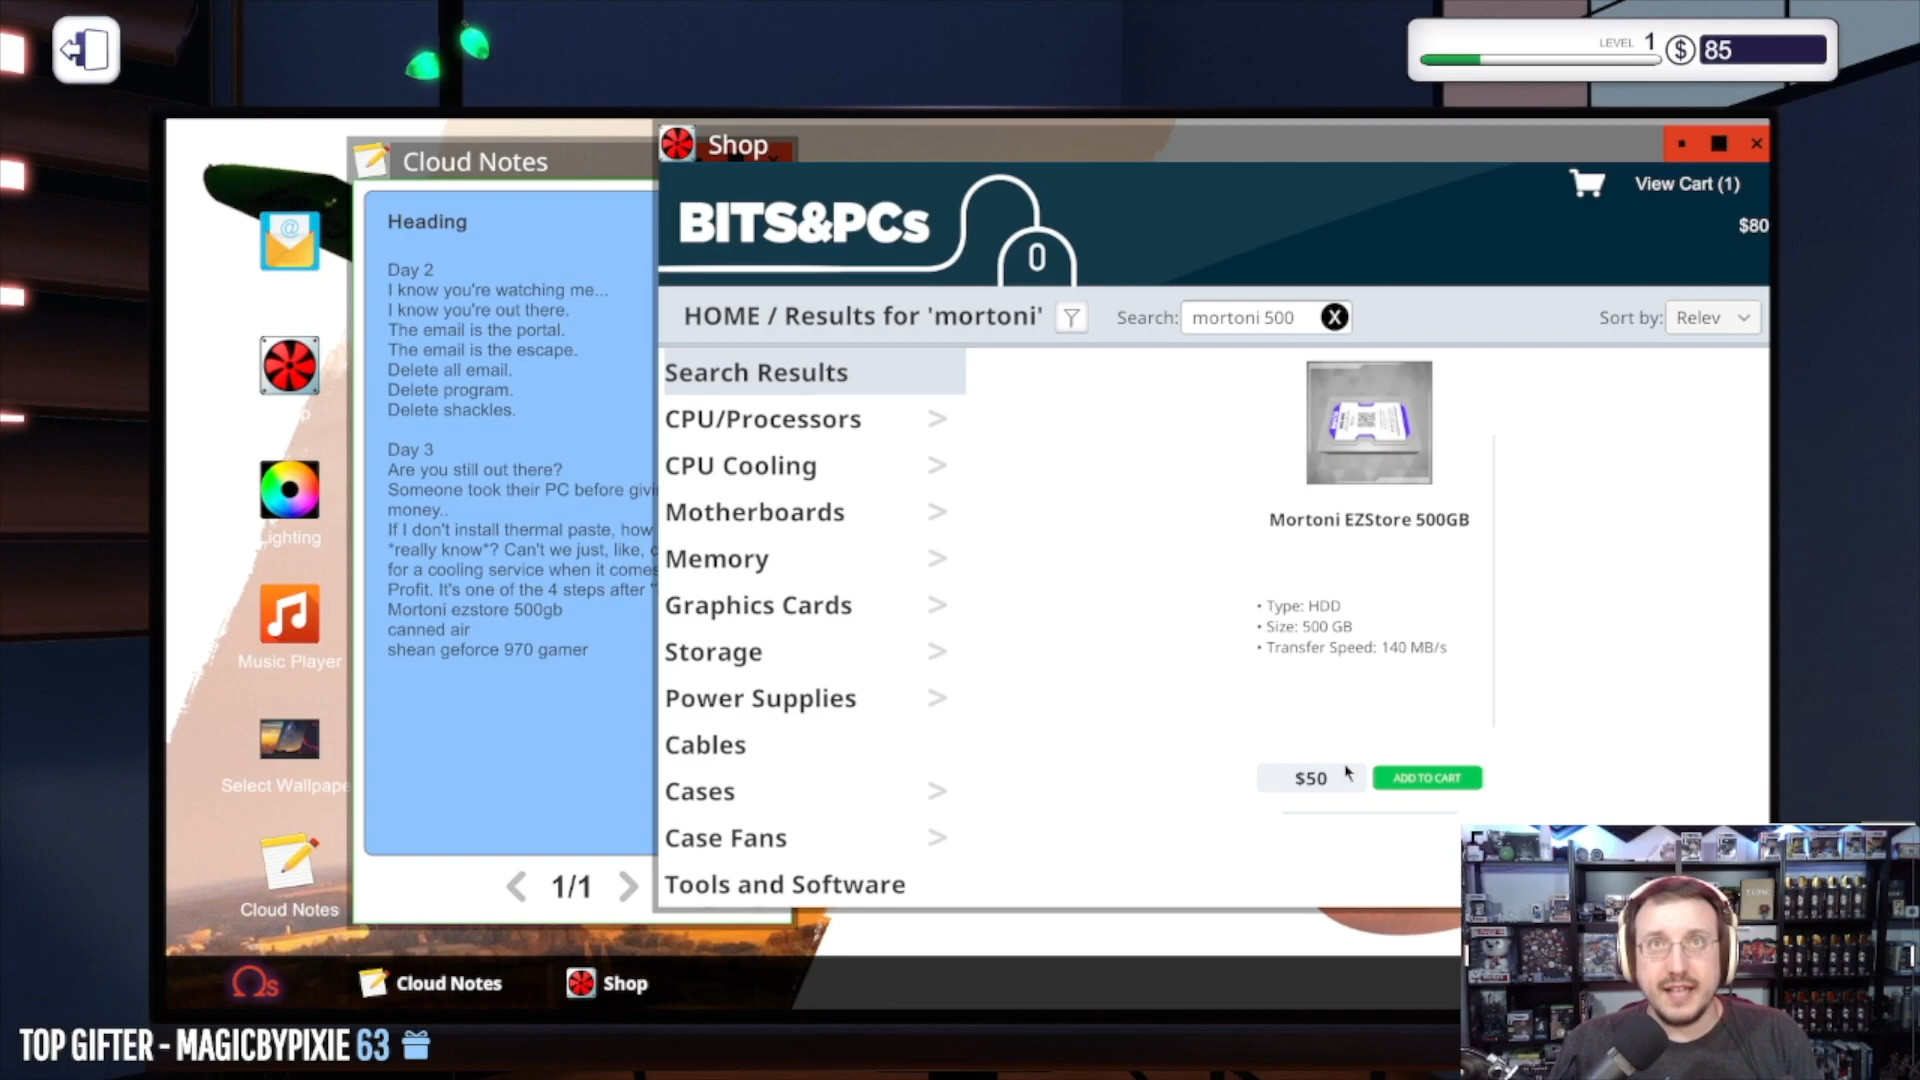 LEVEL 1
$ 85
Shop
Cloud Notes
BITS&PCs
View Cart (1)
$80
HOME / Results for 'mortoni'
Search: mortoni 500
Sort by: Relev
Heading
Day 2
I know you're watching me...
I know you're out there.
The email is the portal.
The email is the escape.
Delete all email.
Delete program.
Delete shackles.
Day 3
Are you still out there?
Someone took their PC before givi
money..
If I don't install thermal paste, how
*really know*? Can't we just, like, c
for a cooling service when it comes
Profit. It's one of the 4 steps after "
Mortoni ezstore 500gb
canned air
shean geforce 970 gamer
1/1
Search Results
CPU/Processors
CPU Cooling
Motherboards
Memory
Graphics Cards
Storage
Power Supplies
Cables
Cases
Case Fans
Tools and Software
Mortoni EZStore 500GB
• Type: HDD
• Size: 500 GB
• Transfer Speed: 140 MB/s
$50
ADD TO CART
Lighting
Music Player
Select Wallpape
Cloud Notes
Ωs
Cloud Notes
Shop
TOP GIFTER - MAGICBYPIXIE 63